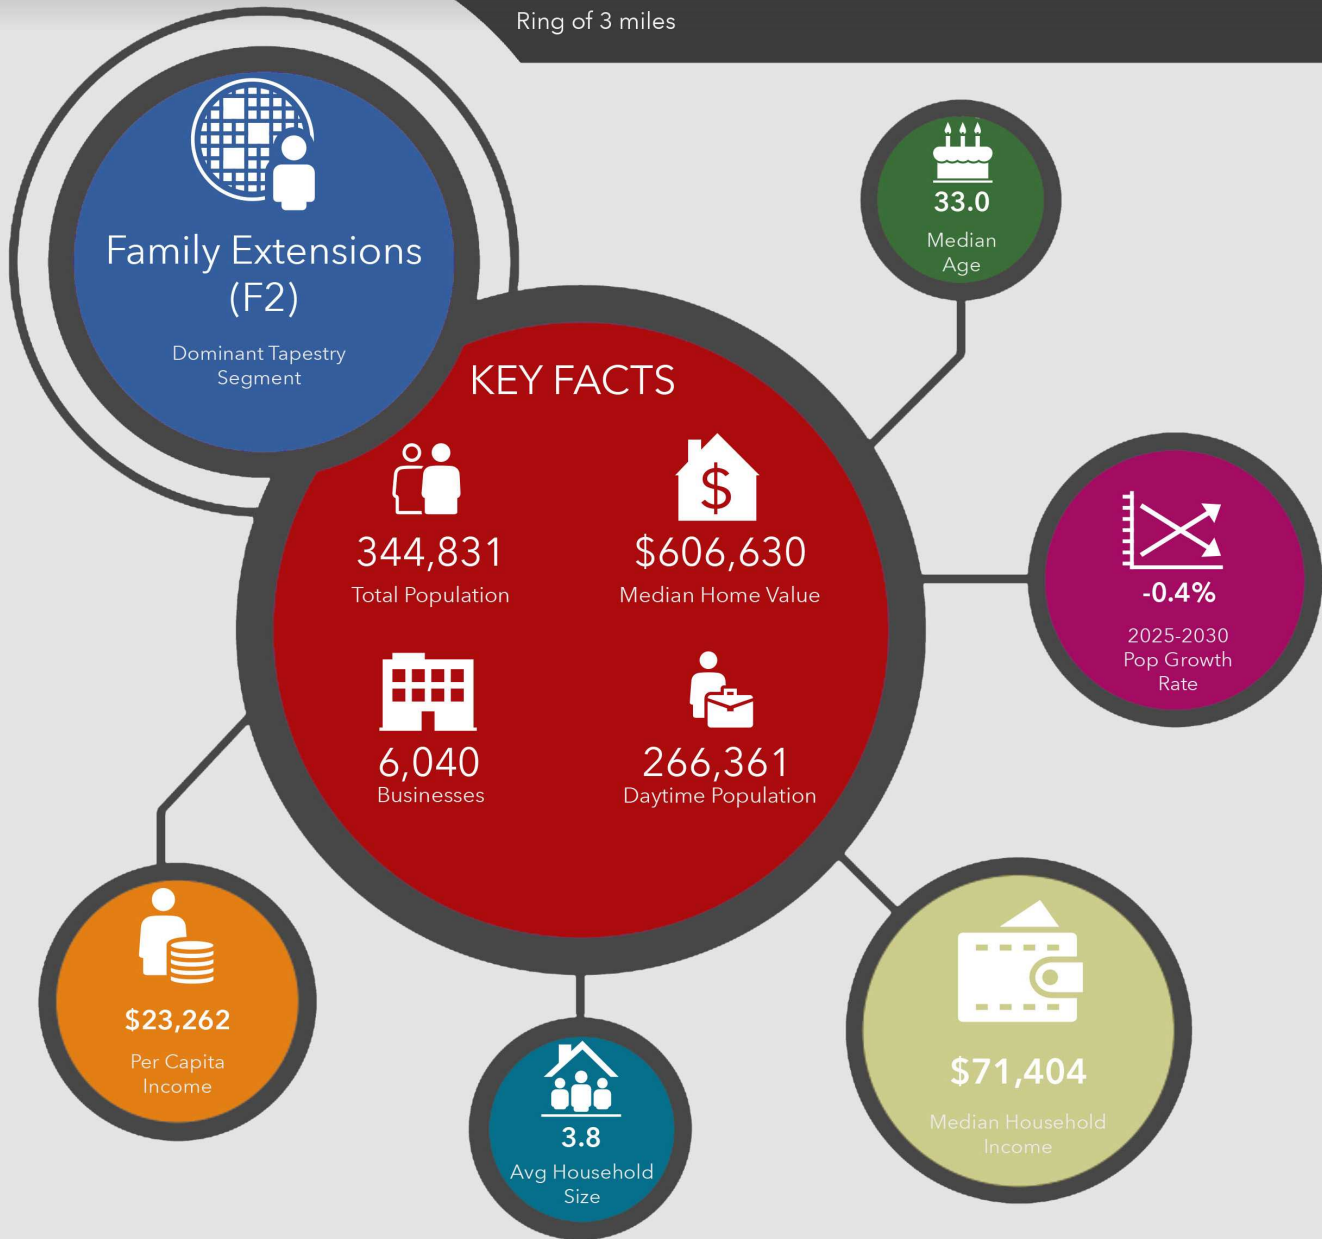 Ring of 3 miles
Family Extensions
(F2)
Dominant Tapestry
Segment
33.0
Median
Age
KEY FACTS
344,831
Total Population
$606,630
Median Home Value
6,040
Businesses
266,361
Daytime Population
-0.4%
2025-2030
Pop Growth
Rate
$23,262
Per Capita
Income
3.8
Avg Household
Size
$71,404
Median Household
Income